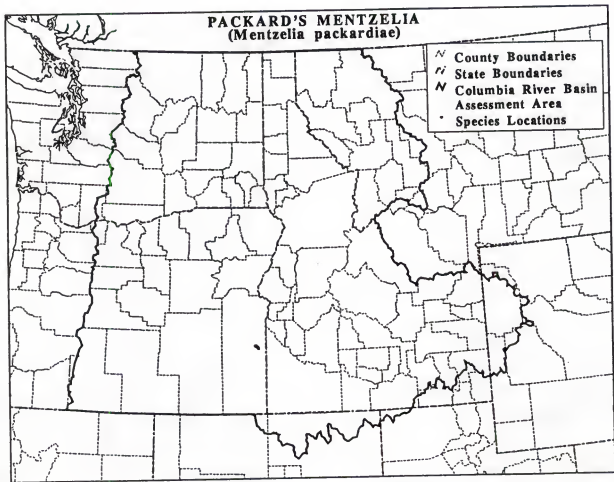 PACKARD'S MENTZELIA
(Mentzelia packardiae)
County Boundaries
State Boundaries
Columbia River Basin
Assessment Area
Species Locations